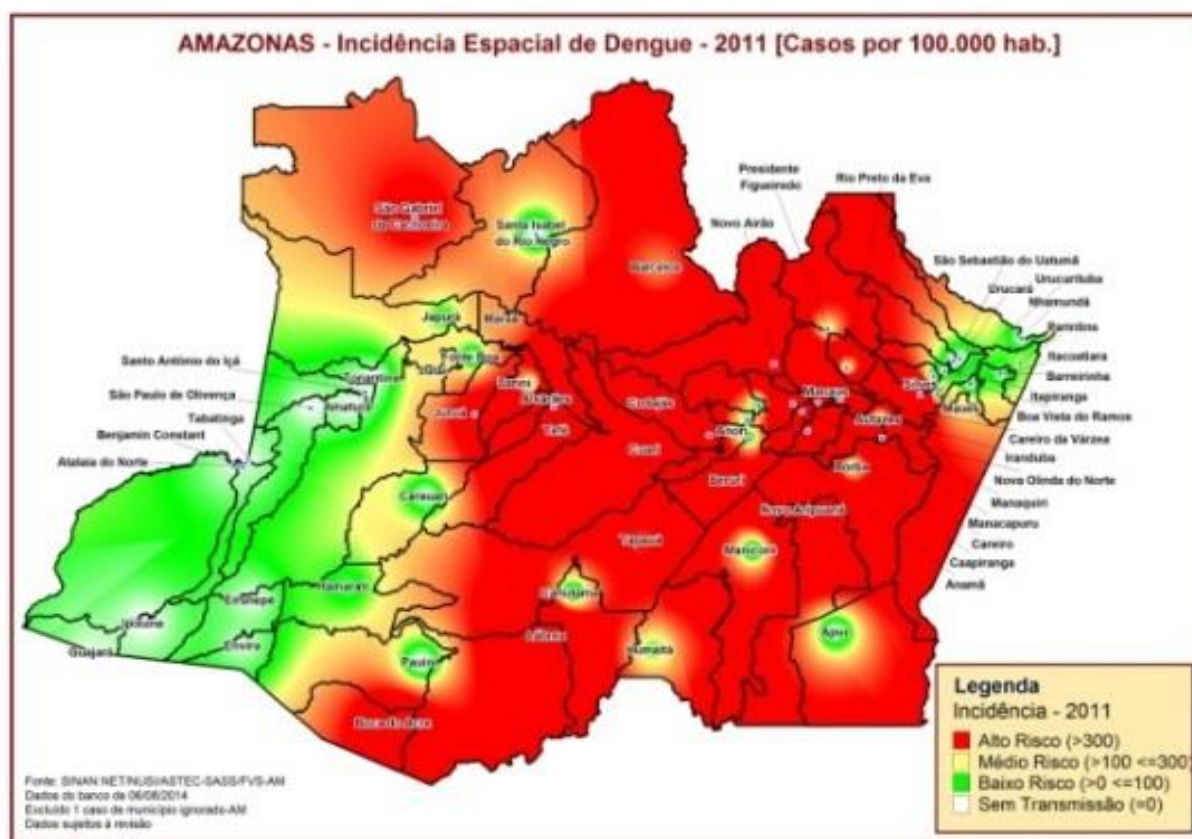 AMAZONAS - Incidência Espacial de Dengue - 2011 [Casos por 100.000 hab.]
Presidente
Figueiredo
Rio Preto da Eva
Novo Airão
São Gabriel
da Cachoeira
Santa Isabel
do Rio Negro
Barcelos
São Sebastião do Uatumã
Urucurituba
Urucará
Nhamundá
Parintins
Japurá
Maraã
Itacoatiara
Santo Antônio do Içá
Fonte Boa
Barreirinha
Tonantins
Silves
Itapiranga
São Paulo de Olivença
Amaturá
Juruá
Alvarães
Codajás
Manaus
Maués
Boa Vista do Ramos
Tabatinga
Tefé
Anori
Autazes
Careiro da Várzea
Benjamin Constant
Coari
Iranduba
Atalaia do Norte
Beruri
Borba
Nova Olinda do Norte
Carauari
Novo Aripuanã
Manaquiri
Manacapuru
Tapauá
Manicoré
Careiro
Caapiranga
Itamarati
Canutama
Anamã
Eirunepé
Ipixuna
Lábrea
Apuí
Guajará
Envira
Pauini
Humaitá
Boca do Acre
Legenda
Incidência - 2011
Alto Risco (>300)
Médio Risco (>100 <=300)
Baixo Risco (>0 <=100)
Sem Transmissão (=0)
Fonte: SINAN NET/NUSI/ASTEC-SASS/FVS-AM
Dados do banco de 06/08/2014
Excluído 1 caso de município ignorado-AM
Dados sujeitos à revisão